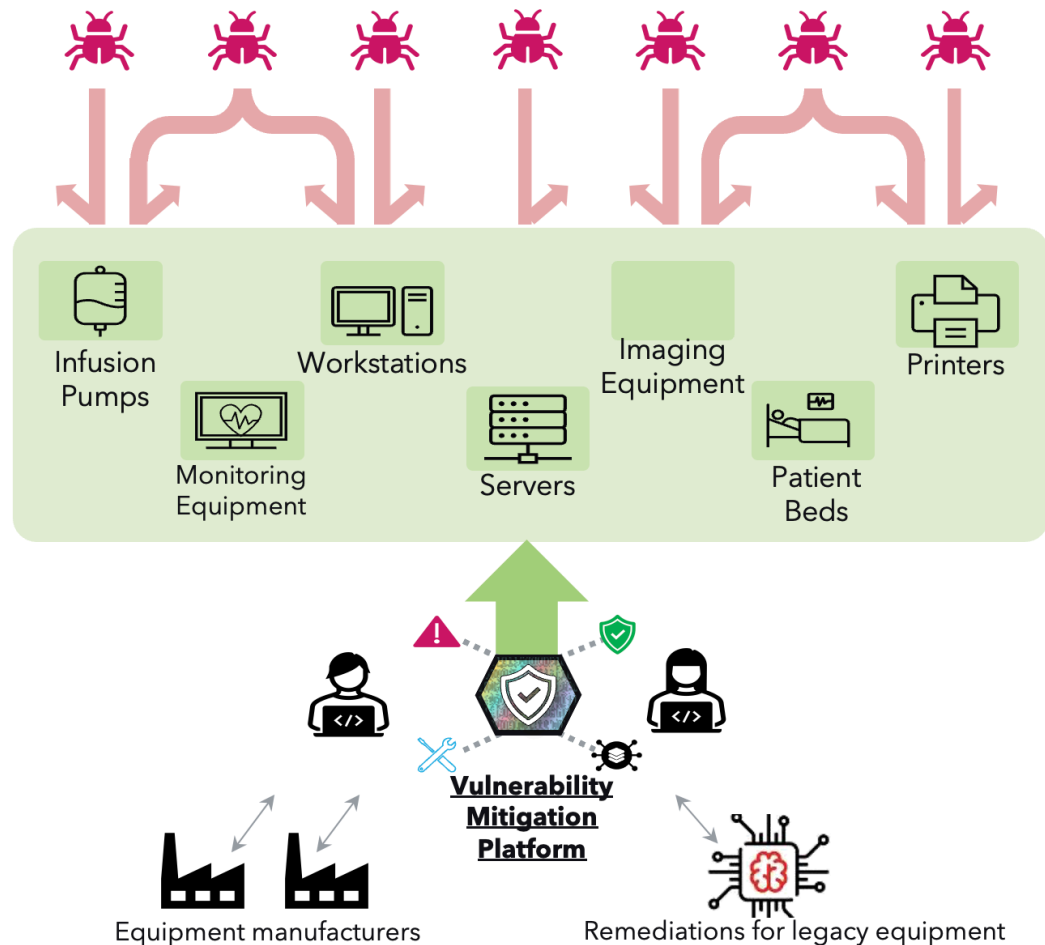 Infusion
Pumps
Workstations
Imaging
Equipment
Printers
Monitoring
Equipment
Servers
Patient
Beds
</>
</>
Vulnerability
Mitigation
Platform
Equipment manufacturers
Remediations for legacy equipment